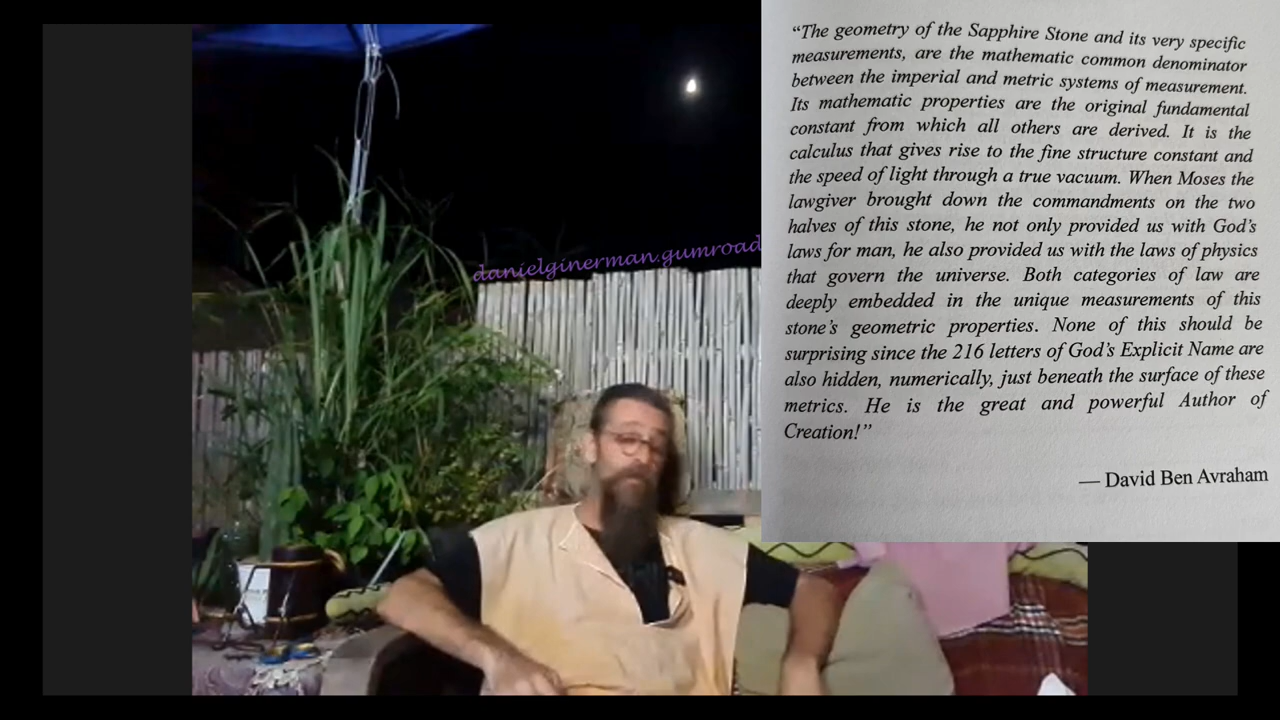 “The geometry of the Sapphire Stone and its very specific
measurements, are the mathematic common denominator
between the imperial and metric systems of measurement.
Its mathematic properties are the original fundamental
constant from which all others are derived. It is the
calculus that gives rise to the fine structure constant and
the speed of light through a true vacuum. When Moses the
lawgiver brought down the commandments on the two
halves of this stone, he not only provided us with God’s
laws for man, he also provided us with the laws of physics
that govern the universe. Both categories of law are
deeply embedded in the unique measurements of this
stone’s geometric properties. None of this should be
surprising since the 216 letters of God’s Explicit Name are
also hidden, numerically, just beneath the surface of these
metrics. He is the great and powerful Author of
Creation!”
— David Ben Avraham
danielginerman.gumroad